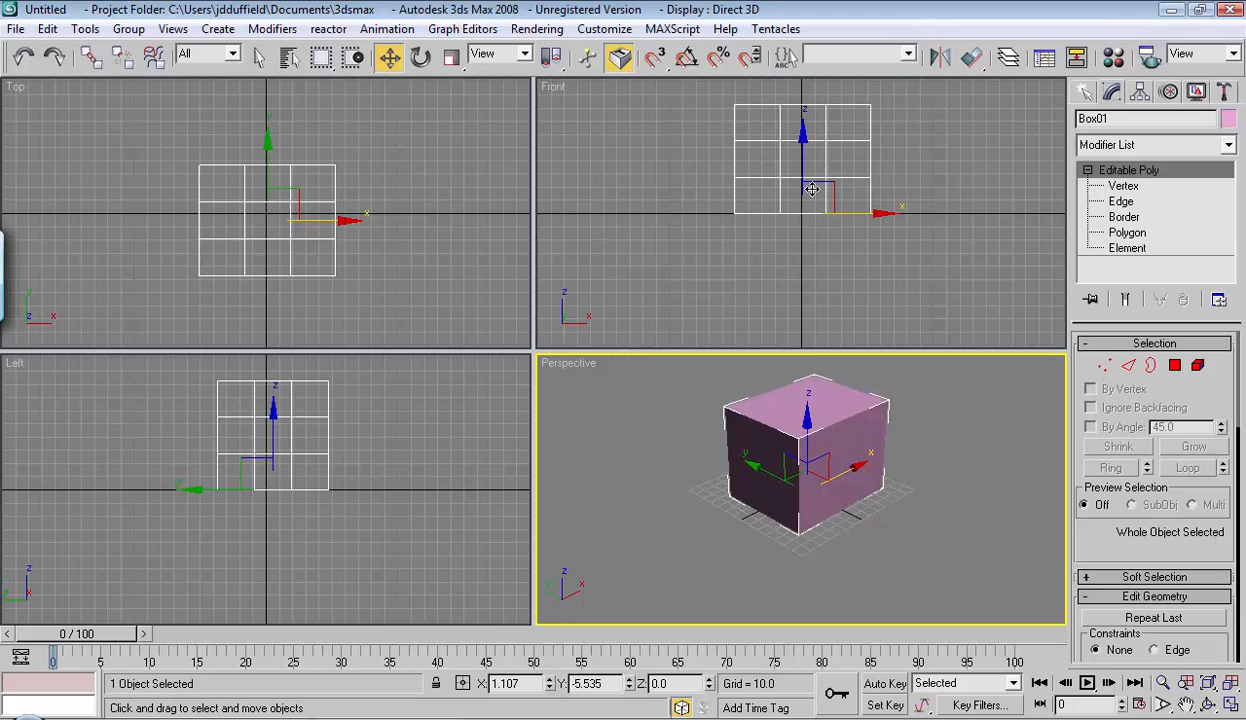 Untitled - Project Folder: C:\Users\jdduffield\Documents\3dsmax - Autodesk 3ds Max 2008 - Unregistered Version - Display : Direct 3D
File Edit Tools Group Views Create Modifiers reactor Animation Graph Editors Rendering Customize MAXScript Help Tentacles
All View 3 % ABC View
Top Front
Box01
Modifier List
Editable Poly
Vertex
Edge
Border
Polygon
Element
y x z x
z x y z x
Left Perspective
Selection
By Vertex
Ignore Backfacing
By Angle: 45.0
Shrink Grow
Ring Loop
Preview Selection
Off SubObj Multi
Whole Object Selected
Soft Selection
Edit Geometry
Repeat Last
Constraints
None Edge
z y z y x
z y x z y x
0 / 100
0 5 10 15 20 25 30 35 40 45 50 55 60 65 70 75 80 85 90 95 100
1 Object Selected X: 1.107 Y: -5.535 Z: 0.0 Grid = 10.0 Auto Key Selected
Click and drag to select and move objects Add Time Tag Set Key Key Filters... 0